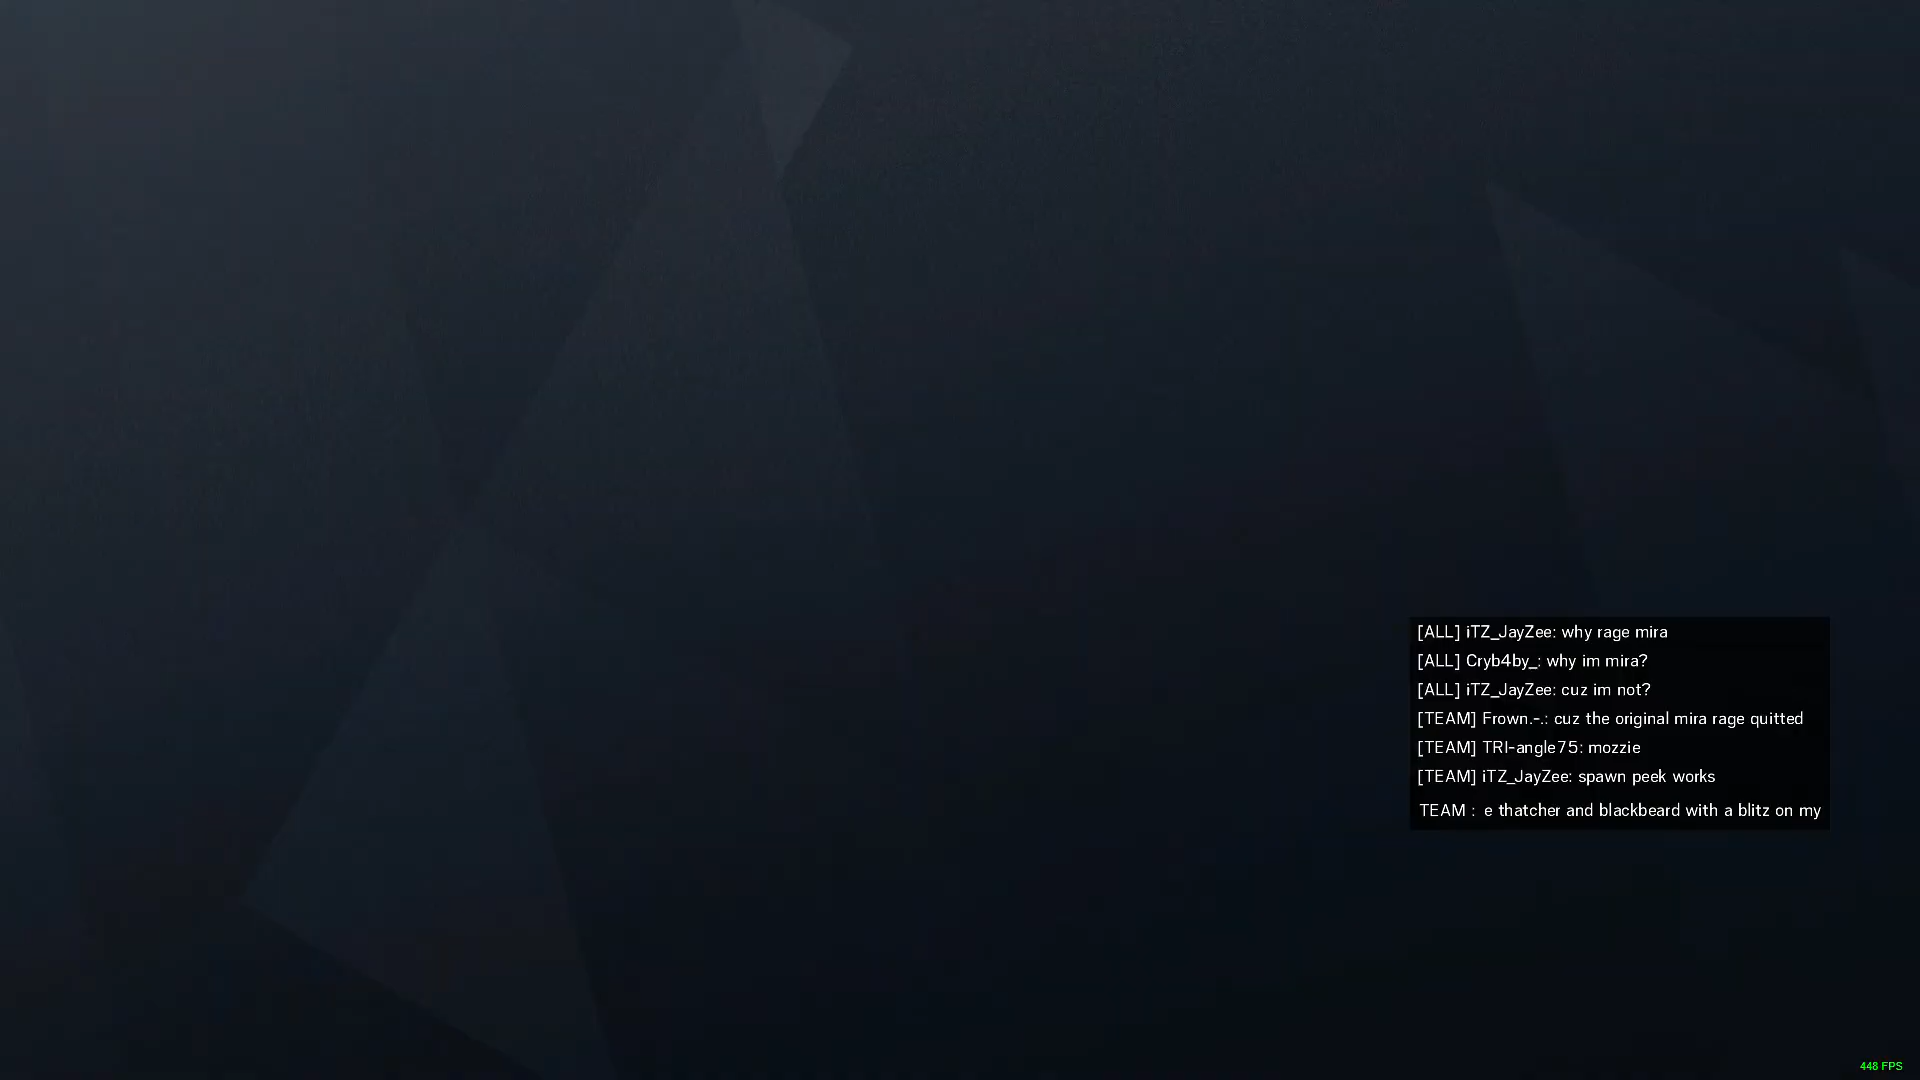 [ALL] iTZ_JayZee: why rage mira
[ALL] Cryb4by_: why im mira?
[ALL] iTZ_JayZee: cuz im not?
[TEAM] Frown.-.: cuz the original mira rage quitted
[TEAM] TRI-angle75: mozzie
[TEAM] iTZ_JayZee: spawn peek works
TEAM : e thatcher and blackbeard with a blitz on my
448 FPS